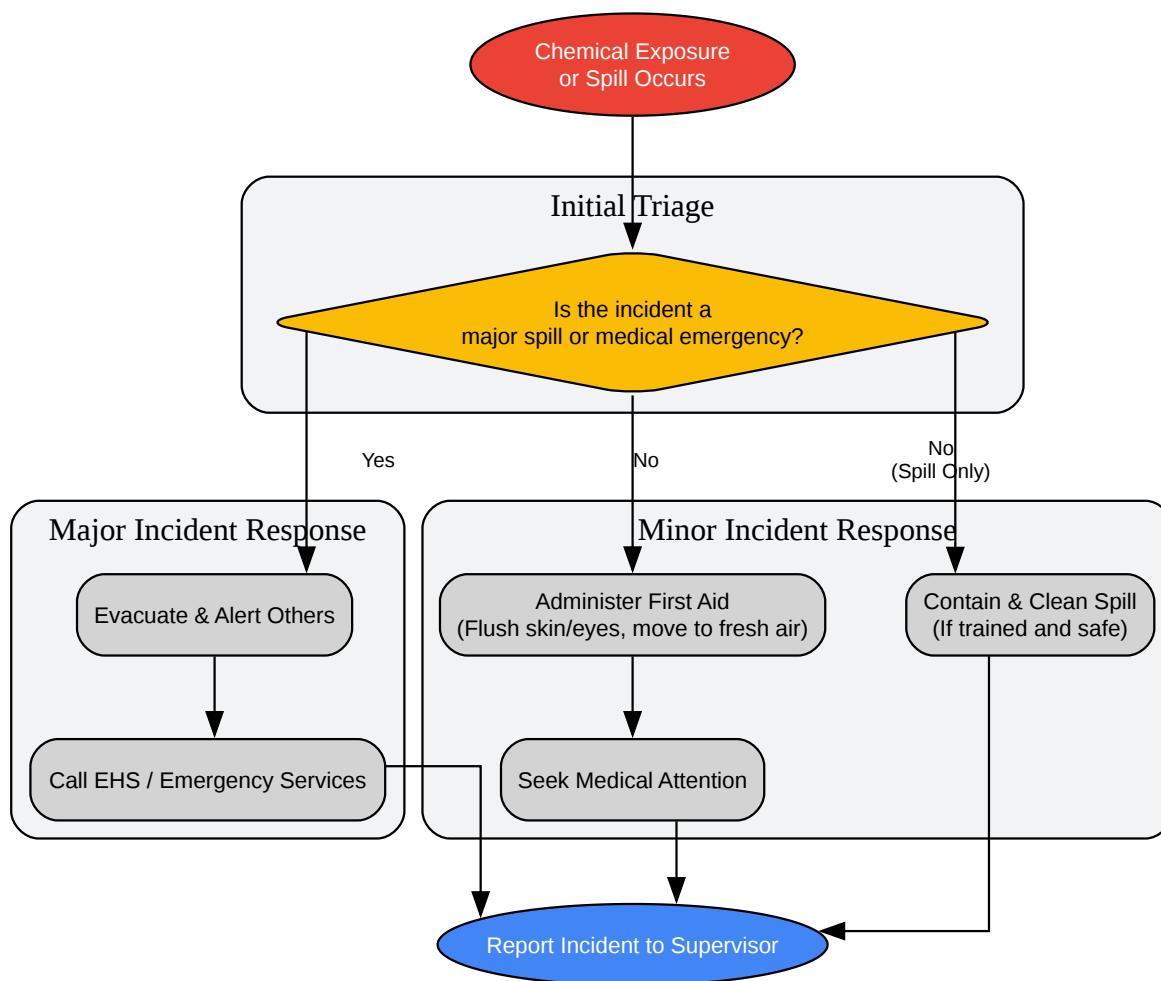 Chemical Exposure
or Spill Occurs
Initial Triage
Is the incident a
major spill or medical emergency?
Yes
No
No
(Spill Only)
Major Incident Response
Minor Incident Response
Evacuate & Alert Others
Administer First Aid
(Flush skin/eyes, move to fresh air)
Contain & Clean Spill
(If trained and safe)
Call EHS / Emergency Services
Seek Medical Attention
Report Incident to Supervisor